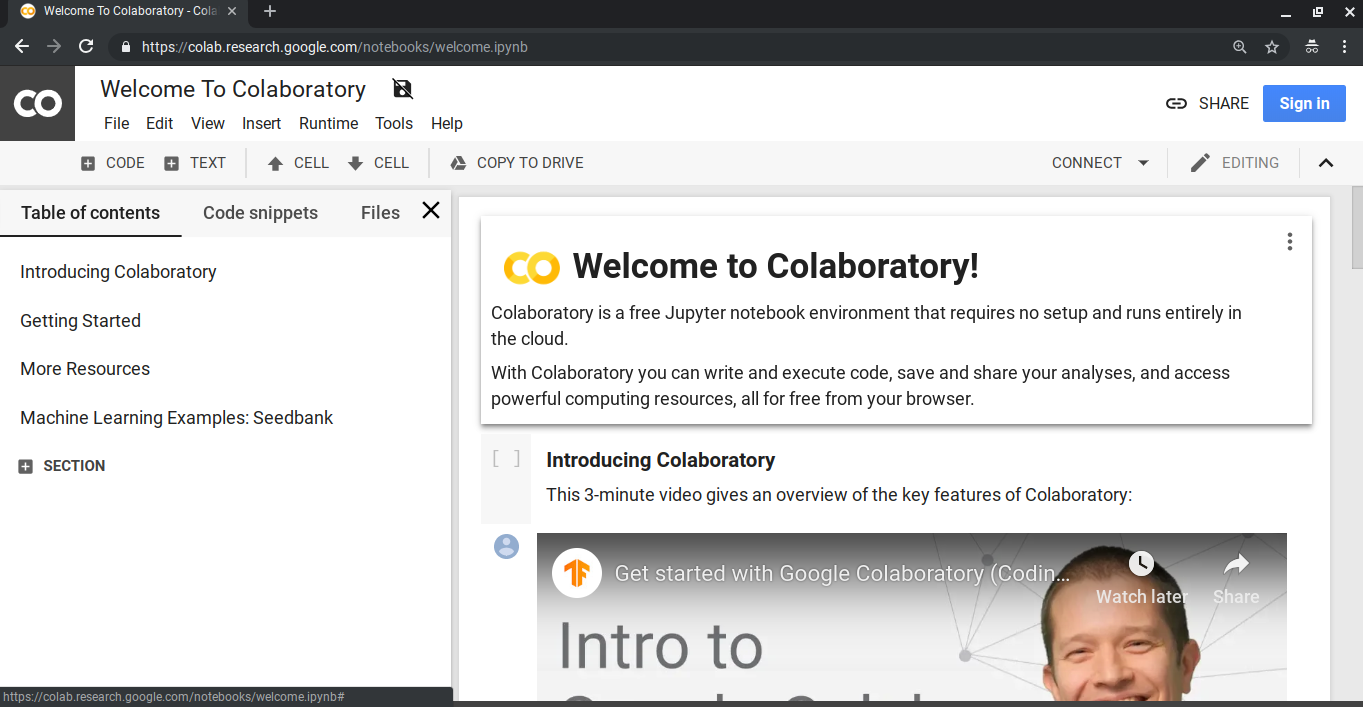 Welcome To Colaboratory - Cola
https://colab.research.google.com/notebooks/welcome.ipynb
CO
Welcome To Colaboratory
SHARE
Sign in
File Edit View Insert Runtime Tools Help
CODE TEXT CELL CELL COPY TO DRIVE CONNECT EDITING
Table of contents Code snippets Files
Introducing Colaboratory
Getting Started
More Resources
Machine Learning Examples: Seedbank
SECTION
CO Welcome to Colaboratory!
Colaboratory is a free Jupyter notebook environment that requires no setup and runs entirely in
the cloud.
With Colaboratory you can write and execute code, save and share your analyses, and access
powerful computing resources, all for free from your browser.
[ ] Introducing Colaboratory
This 3-minute video gives an overview of the key features of Colaboratory:
Get started with Google Colaboratory (Codin...
Watch later Share
Intro to
https://colab.research.google.com/notebooks/welcome.ipynb#